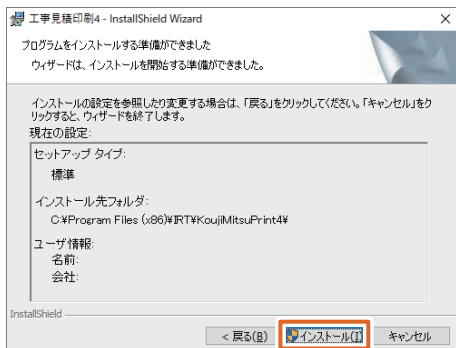 工事見積印刷4 - InstallShield Wizard
プログラムをインストールする準備ができました
ウィザードは、インストールを開始する準備ができました。
インストールの設定を参照したり変更する場合は、「戻る」をクリックしてください。「キャンセル」をク
リックすると、ウィザードを終了します。
現在の設定:
セットアップ タイプ:
標準
インストール先フォルダ:
C:¥Program Files (x86)¥IRT¥KoujiMitsuPrint4¥
ユーザ情報:
名前:
会社:
InstallShield
< 戻る(B)
インストール(I)
キャンセル